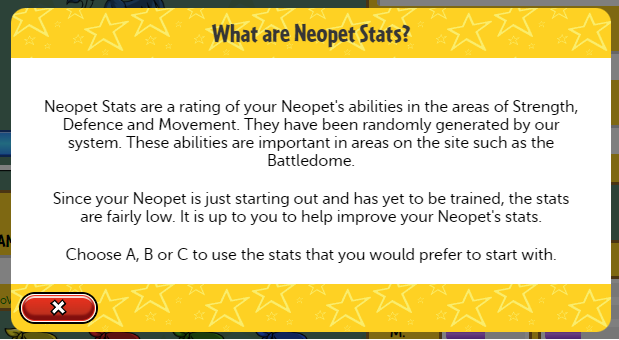 What are Neopet Stats?
Neopet Stats are a rating of your Neopet's abilities in the areas of Strength,
Defence and Movement. They have been randomly generated by our
system. These abilities are important in areas on the site such as the
Battledome.
Since your Neopet is just starting out and has yet to be trained, the stats
are fairly low. It is up to you to help improve your Neopet's stats.
Choose A, B or C to use the stats that you would prefer to start with.